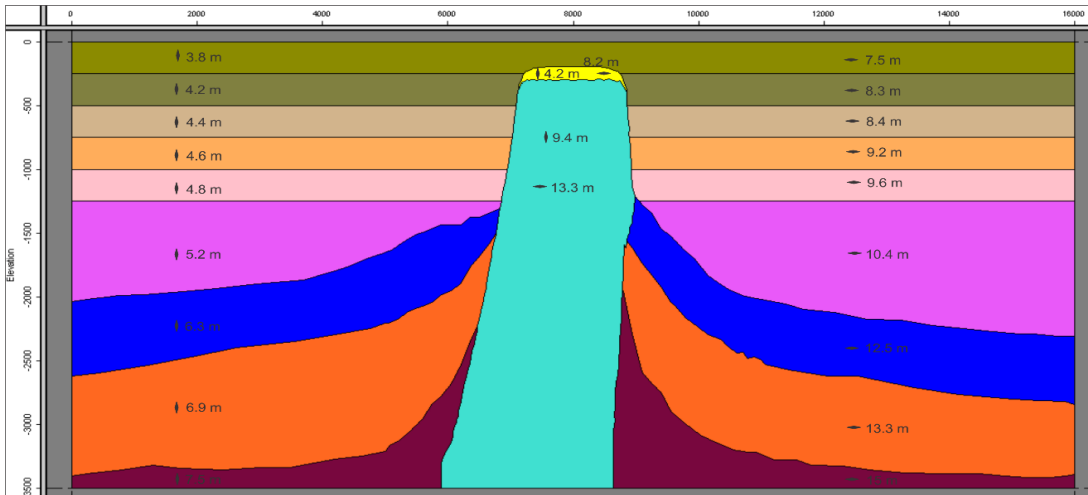 0 2000 4000 6000 8000 10000 12000 14000 16000
0
3.8 m
8.2 m
7.5 m
4.2 m
4.2 m
8.3 m
-500
4.4 m
8.4 m
9.4 m
4.6 m
9.2 m
-1000
4.8 m
13.3 m
9.6 m
-1500
5.2 m
10.4 m
Elevation
-2000
6.3 m
12.5 m
-2500
6.9 m
13.3 m
-3000
-3500